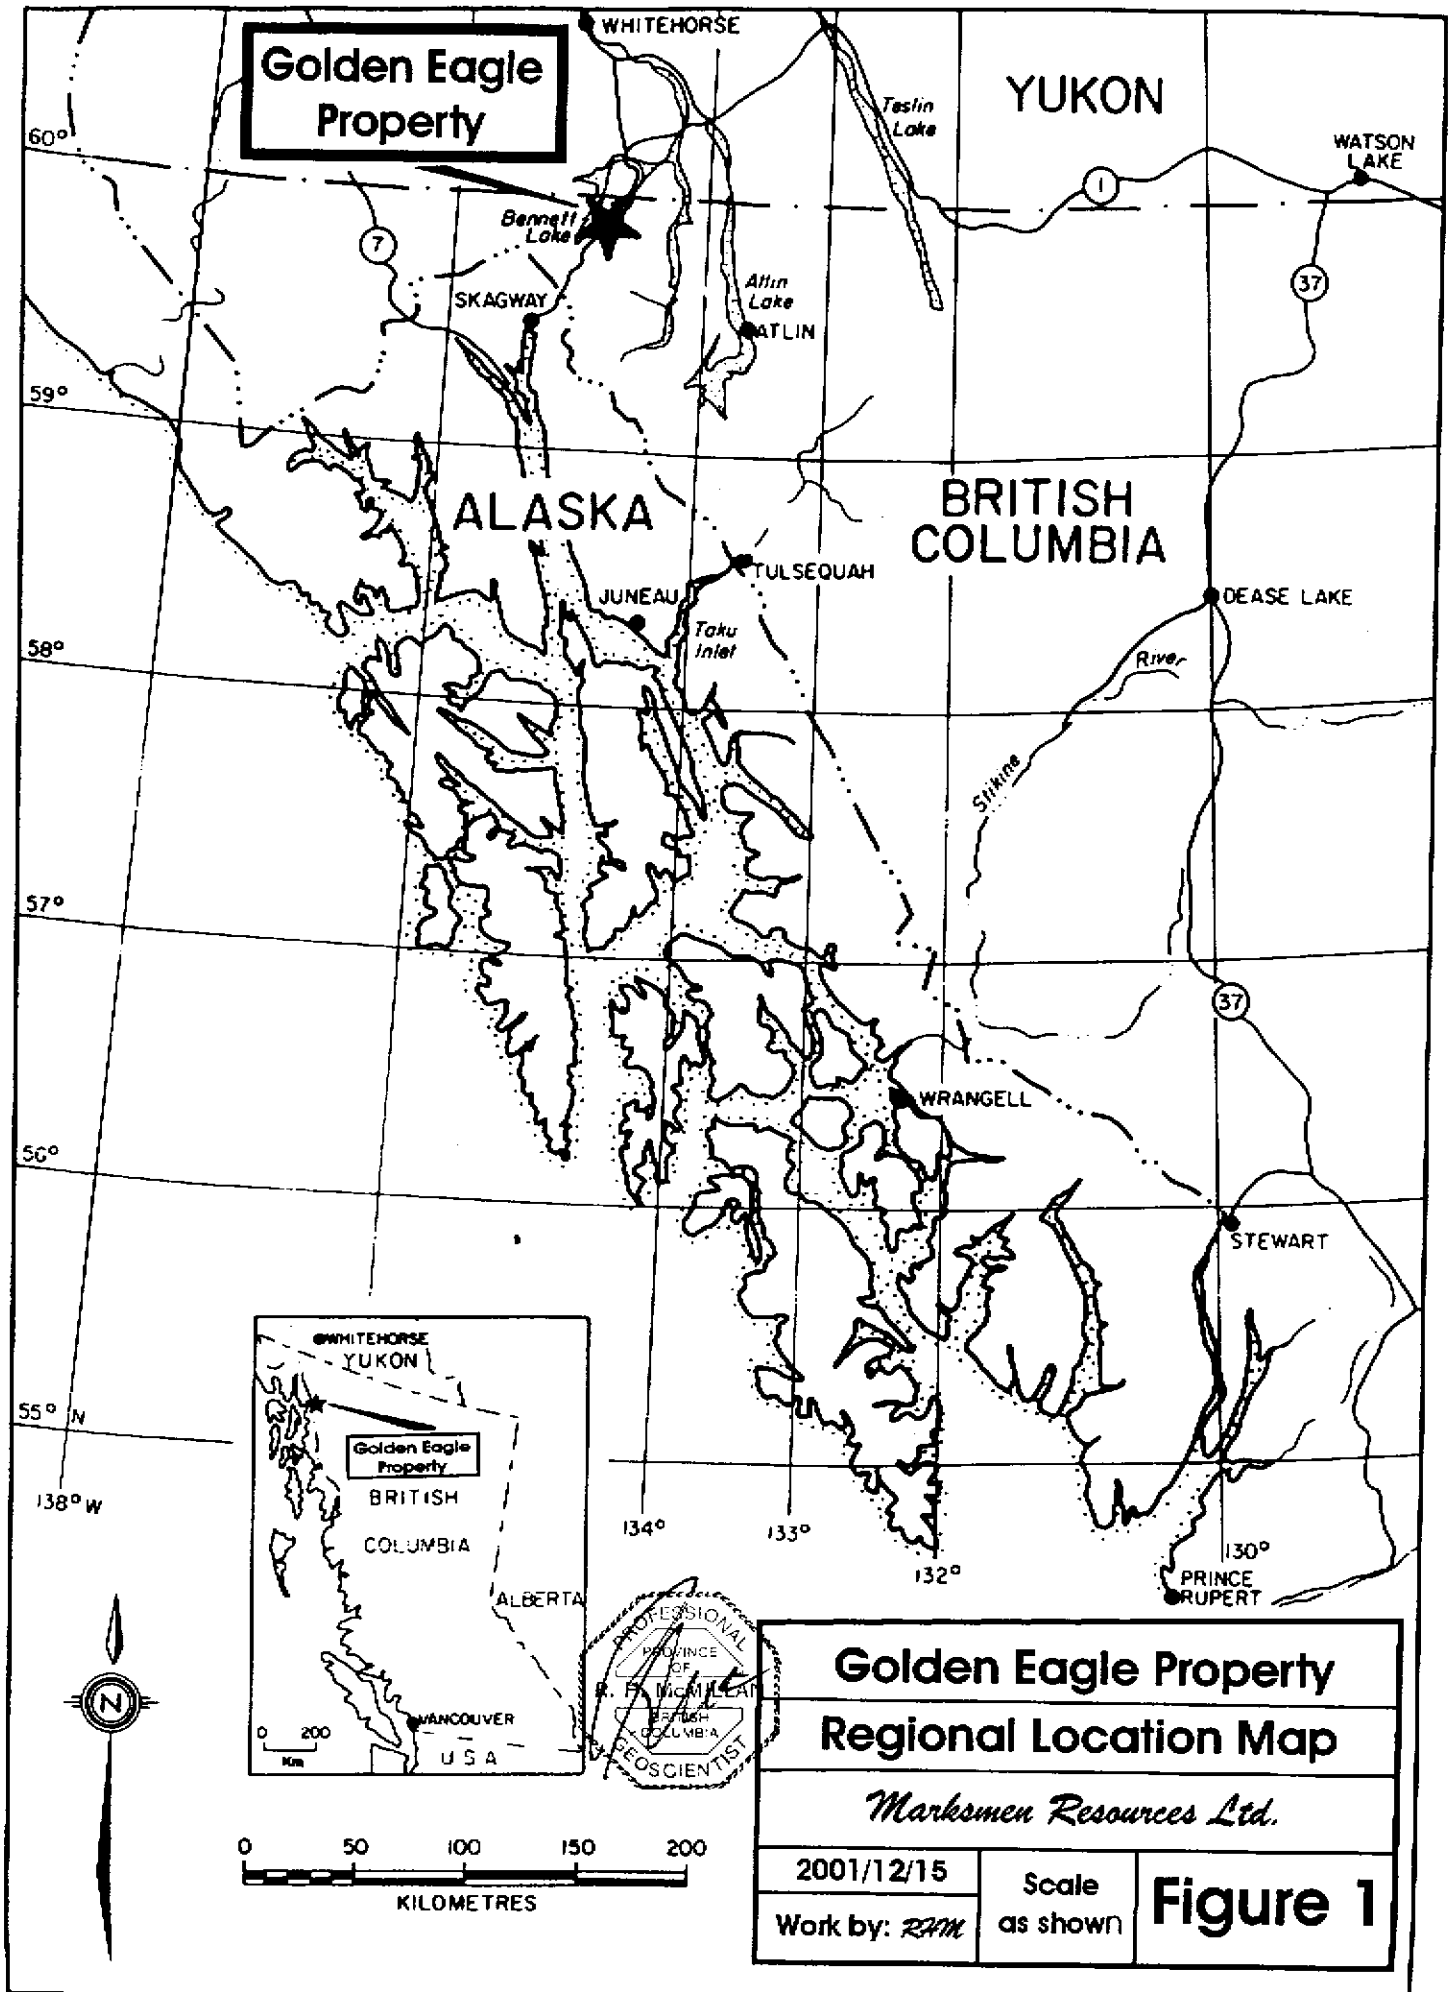 WHITEHORSE
Golden Eagle
Property
YUKON
Teslin
Lake
WATSON
LAKE
60°
1
Bennett
Lake
7
37
SKAGWAY
Atlin
Lake
ATLIN
59°
ALASKA
BRITISH
COLUMBIA
TULSEQUAH
JUNEAU
DEASE LAKE
Taku
Inlet
58°
River
Stikine
57°
37
WRANGELL
56°
STEWART
WHITEHORSE
YUKON
55° N
Golden Eagle
Property
BRITISH
COLUMBIA
138° W
134°
133°
132°
130°
PRINCE
RUPERT
ALBERTA
PROFESSIONAL
PROVINCE
OF
R. H. McMILLAN
BRITISH
COLUMBIA
GEOSCIENTIST
N
VANCOUVER
0 200
Km
U S A
Golden Eagle Property
Regional Location Map
Marksmen Resources Ltd.
0 50 100 150 200
KILOMETRES
2001/12/15
Work by: RHM
Scale
as shown
Figure 1